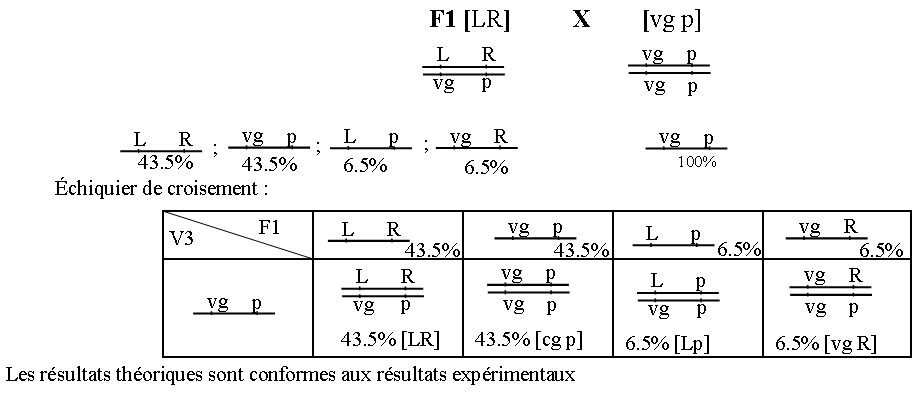 F1 [LR] X [vg p]
L R vg p
vg p vg p
L R ; vg p ; L p ; vg R vg p
43.5% 43.5% 6.5% 6.5% 100%
Échiquier de croisement :
V3 F1 L R 43.5% vg p 43.5% L p 6.5% vg R 6.5%
vg p L R vg p L p vg R
vg p vg p vg p vg p
43.5% [LR] 43.5% [cg p] 6.5% [Lp] 6.5% [vg R]
Les résultats théoriques sont conformes aux résultats expérimentaux